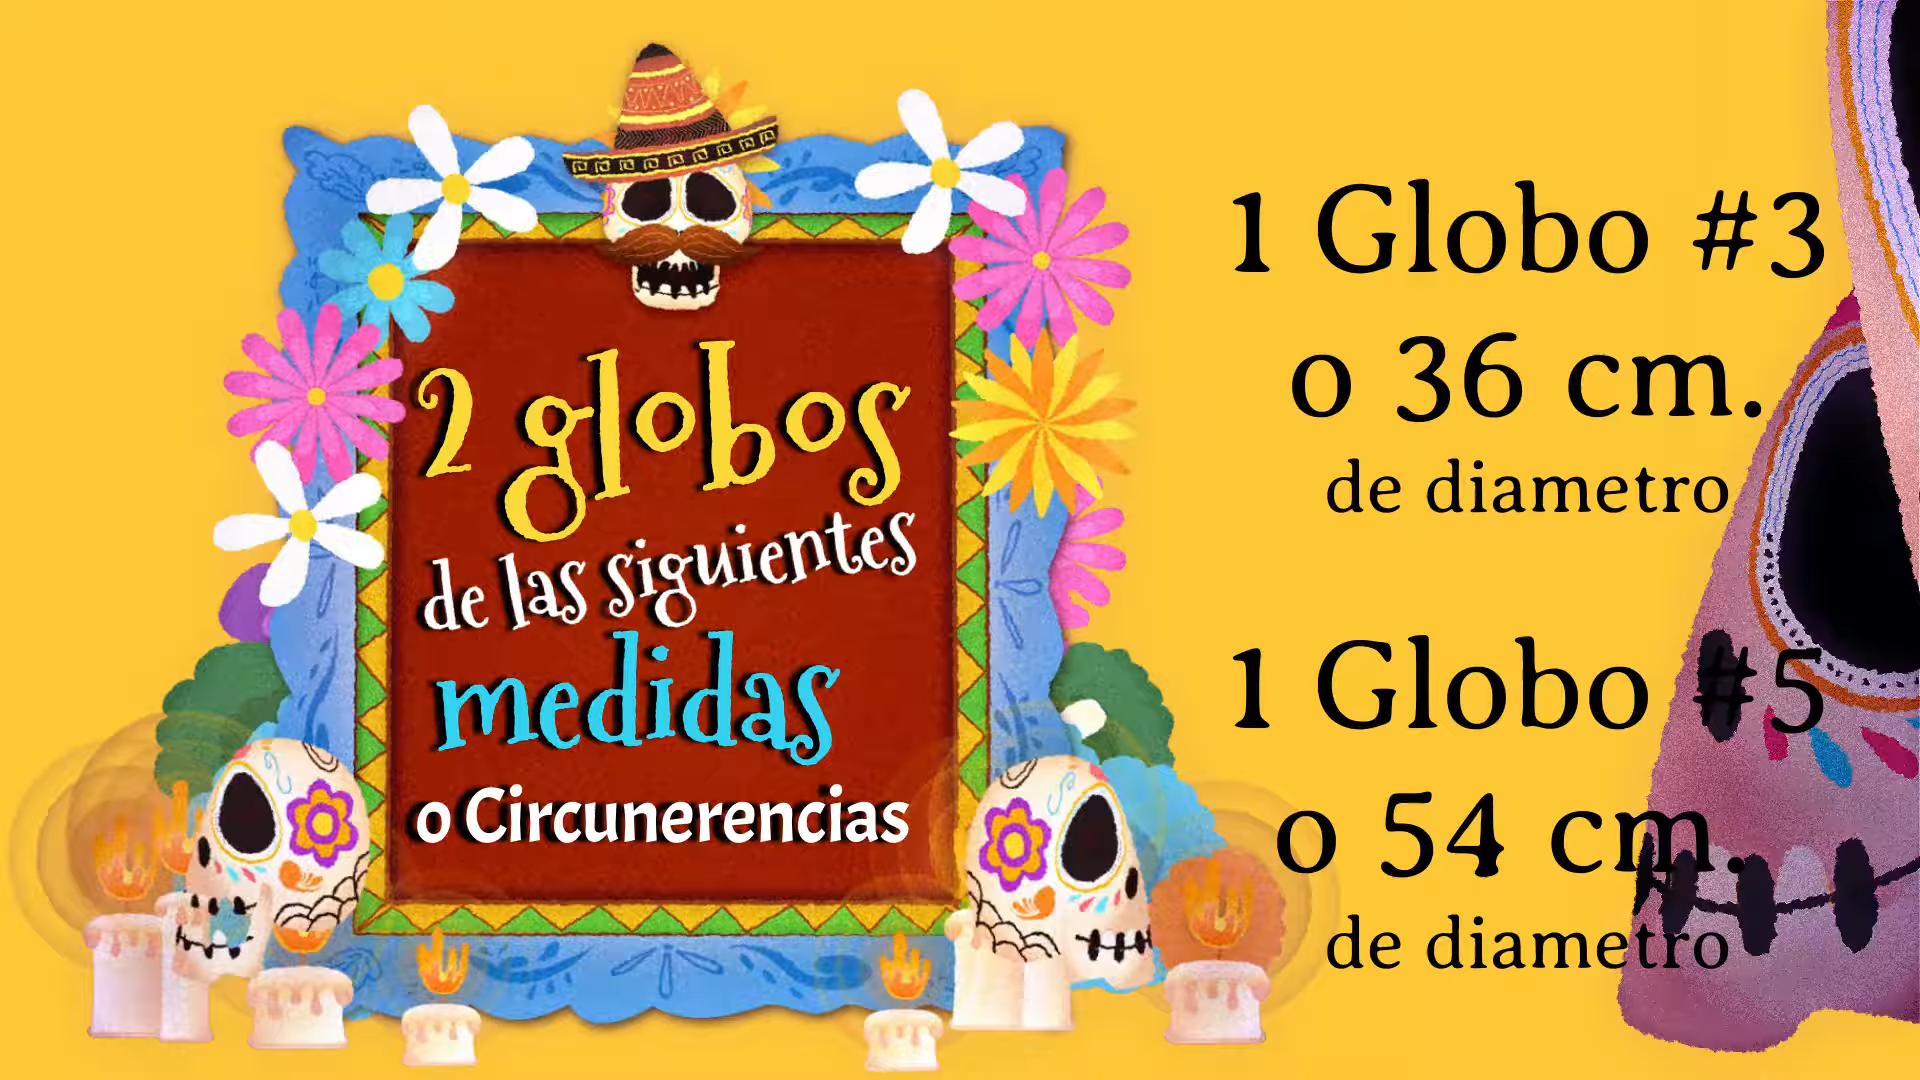 2 globos
de las siguientes
medidas
o Circunerencias
1 Globo #3
o 36 cm.
de diametro
1 Globo #5
o 54 cm.
de diametro